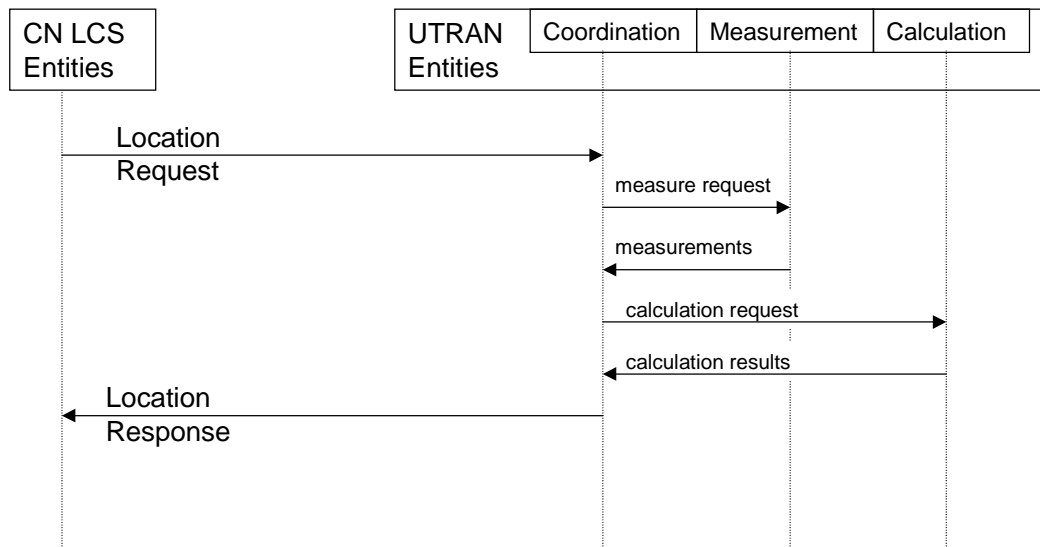 CN LCS
Entities
UTRAN
Entities
Coordination
Measurement
Calculation
Location
Request
measure request
measurements
calculation request
calculation results
Location
Response